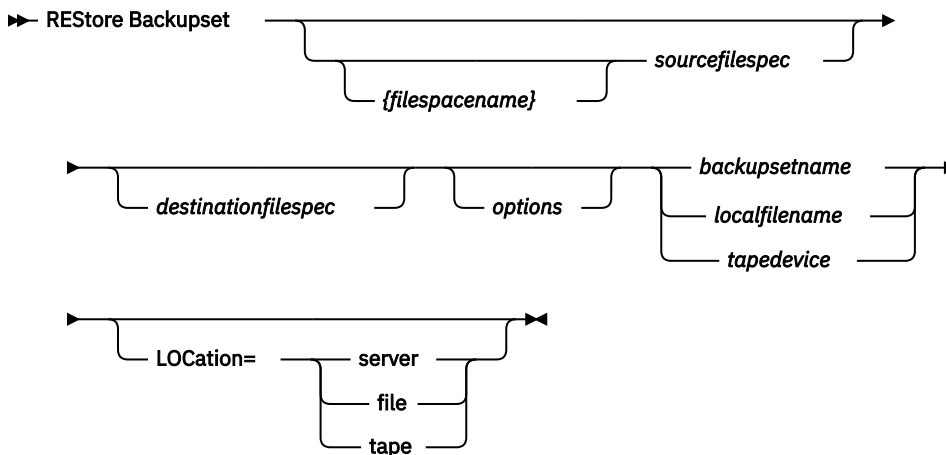 REStore Backupset
sourcefilespec
{filespacename}
backupsetname
destinationfilespec
options
localfilename
tapedevice
LOCation=
server
file
tape